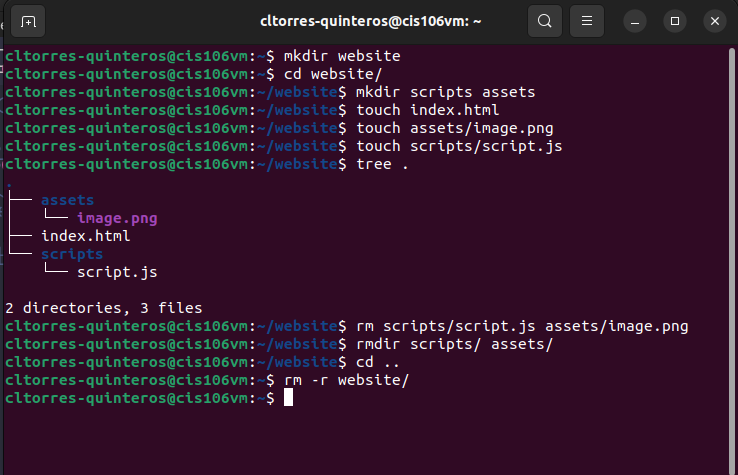 cltorres-quinteros@cis106vm: ~
cltorres-quinteros@cis106vm:~$ mkdir website
cltorres-quinteros@cis106vm:~$ cd website/
cltorres-quinteros@cis106vm:~/website$ mkdir scripts assets
cltorres-quinteros@cis106vm:~/website$ touch index.html
cltorres-quinteros@cis106vm:~/website$ touch assets/image.png
cltorres-quinteros@cis106vm:~/website$ touch scripts/script.js
cltorres-quinteros@cis106vm:~/website$ tree .
.
├── assets
│   └── image.png
├── index.html
└── scripts
    └── script.js
2 directories, 3 files
cltorres-quinteros@cis106vm:~/website$ rm scripts/script.js assets/image.png
cltorres-quinteros@cis106vm:~/website$ rmdir scripts/ assets/
cltorres-quinteros@cis106vm:~/website$ cd ..
cltorres-quinteros@cis106vm:~$ rm -r website/
cltorres-quinteros@cis106vm:~$